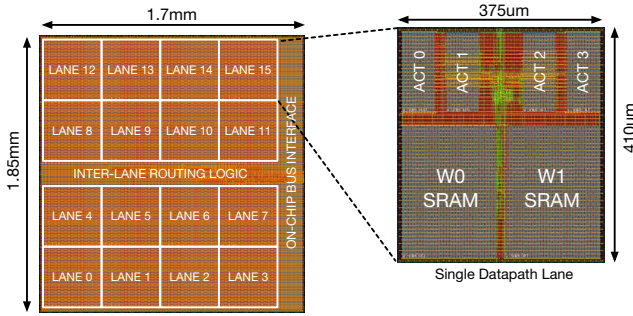 1.7mm
375um
1.85mm
LANE 12 LANE 13 LANE 14 LANE 15
LANE 8 LANE 9 LANE 10 LANE 11
INTER-LANE ROUTING LOGIC
LANE 4 LANE 5 LANE 6 LANE 7
LANE 0 LANE 1 LANE 2 LANE 3
ON-CHIP BUS INTERFACE
ACT 0 ACT 1 ACT 2 ACT 3
W0 W1
SRAM SRAM
410um
Single Datapath Lane